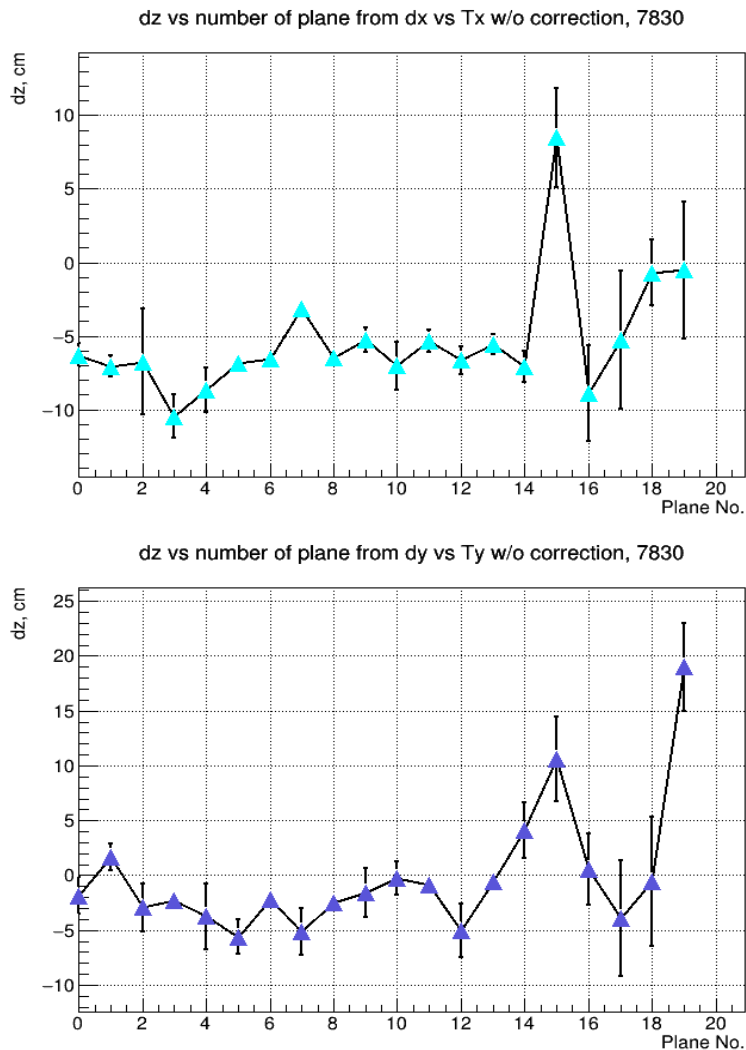 dz vs number of plane from dx vs Tx w/o correction, 7830
dz, cm
10
5
0
−5
−10
0 2 4 6 8 10 12 14 16 18 20
Plane No.
dz vs number of plane from dy vs Ty w/o correction, 7830
dz, cm
25
20
15
10
5
0
−5
−10
0 2 4 6 8 10 12 14 16 18 20
Plane No.